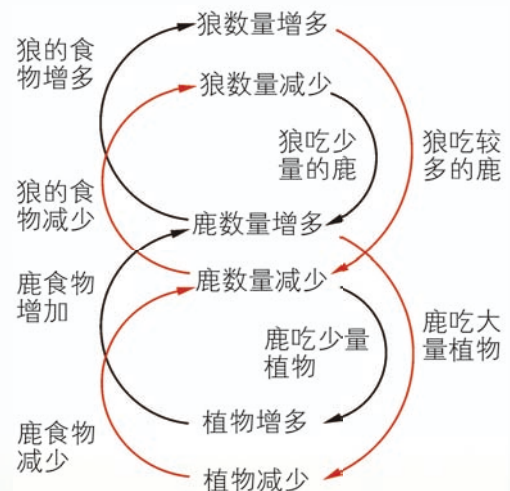 狼数量增多
狼的食
物增多
狼数量减少
狼吃少
量的鹿
狼吃较
多的鹿
狼的食
物减少
鹿数量增多
鹿食物
增加
鹿数量减少
鹿吃少量
植物
鹿吃大
量植物
植物增多
鹿食物
减少
植物减少